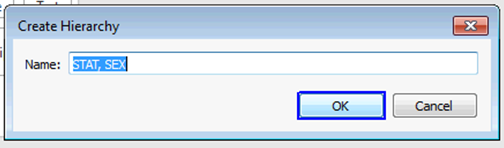 Create Hierarchy
Name: STAT, SEX
OK Cancel